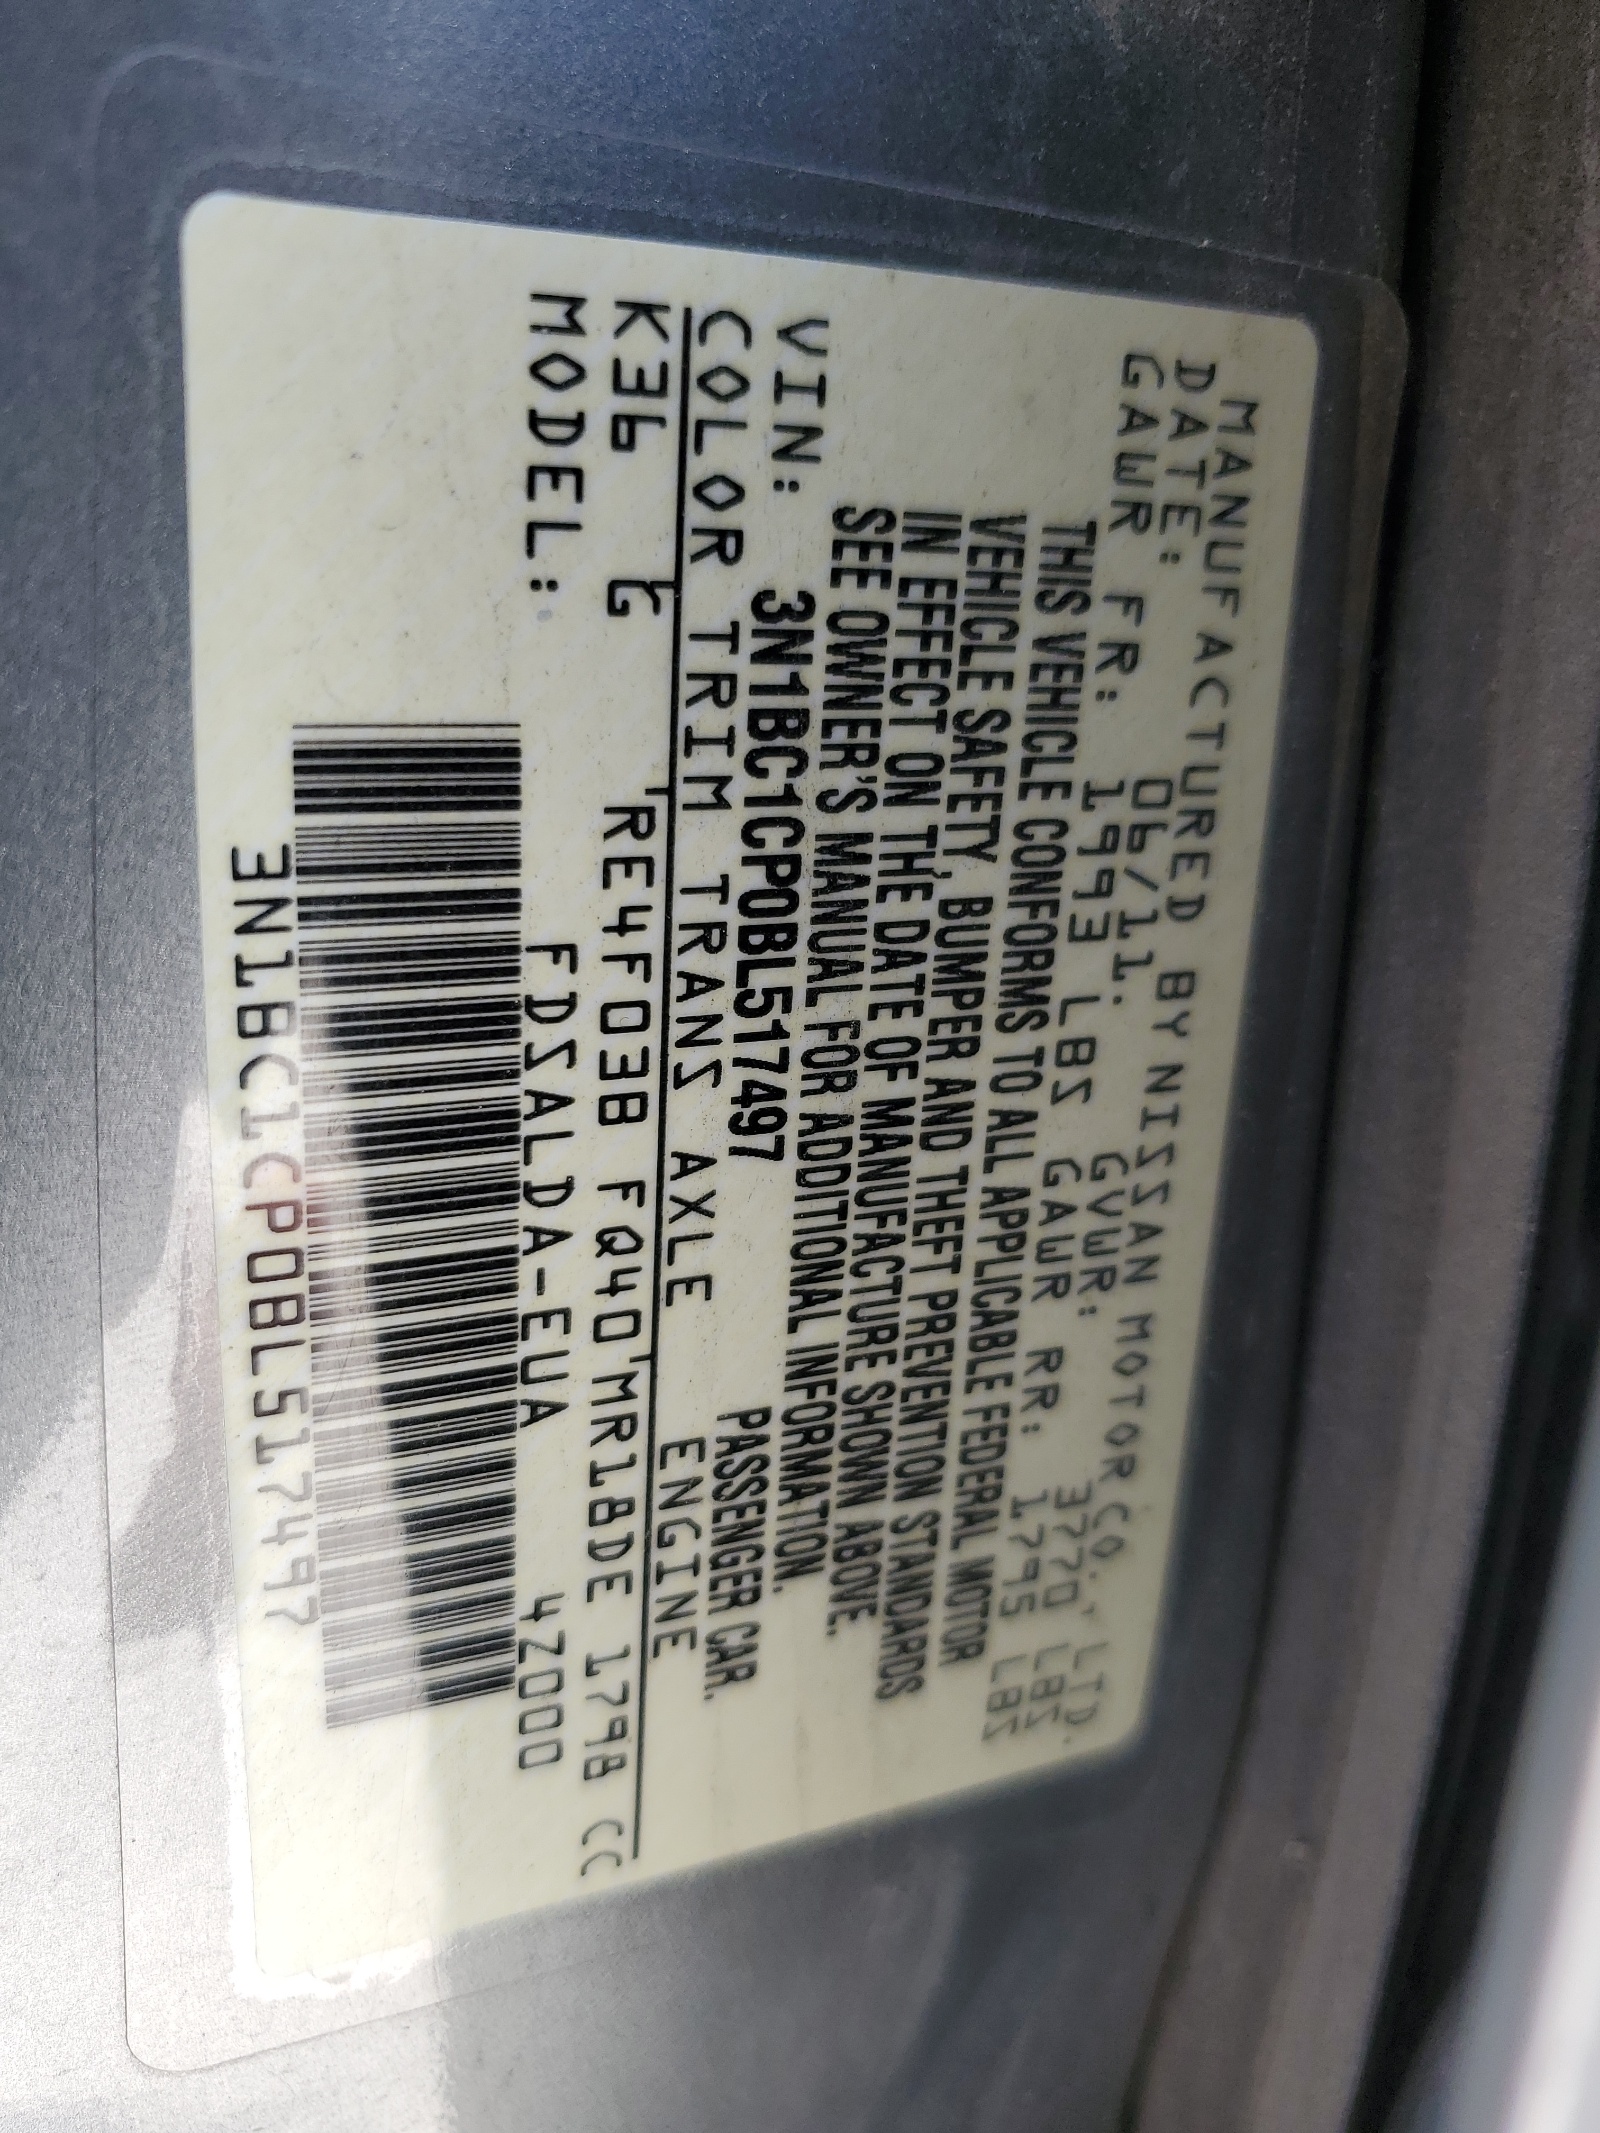 MANUFACTURED BY NISSAN MOTOR CO., LTD.
DATE: 06/11. GVWR: 3770 LBS.
GAWR FR: 1993 LBS GAWR RR: 1795 LBS
THIS VEHICLE CONFORMS TO ALL APPLICABLE FEDERAL MOTOR
VEHICLE SAFETY, BUMPER AND THEFT PREVENTION STANDARDS
IN EFFECT ON THE DATE OF MANUFACTURE SHOWN ABOVE.
SEE OWNER'S MANUAL FOR ADDITIONAL INFORMATION.
VIN: 3N1BC1CP0BL517497 PASSENGER CAR.
COLOR TRIM TRANS AXLE ENGINE
K36 G RE4F03B FQ40 MR18DE 1798 CC
MODEL: FDSALDA-EUA 4Z000
3N1BC1CP0BL517497